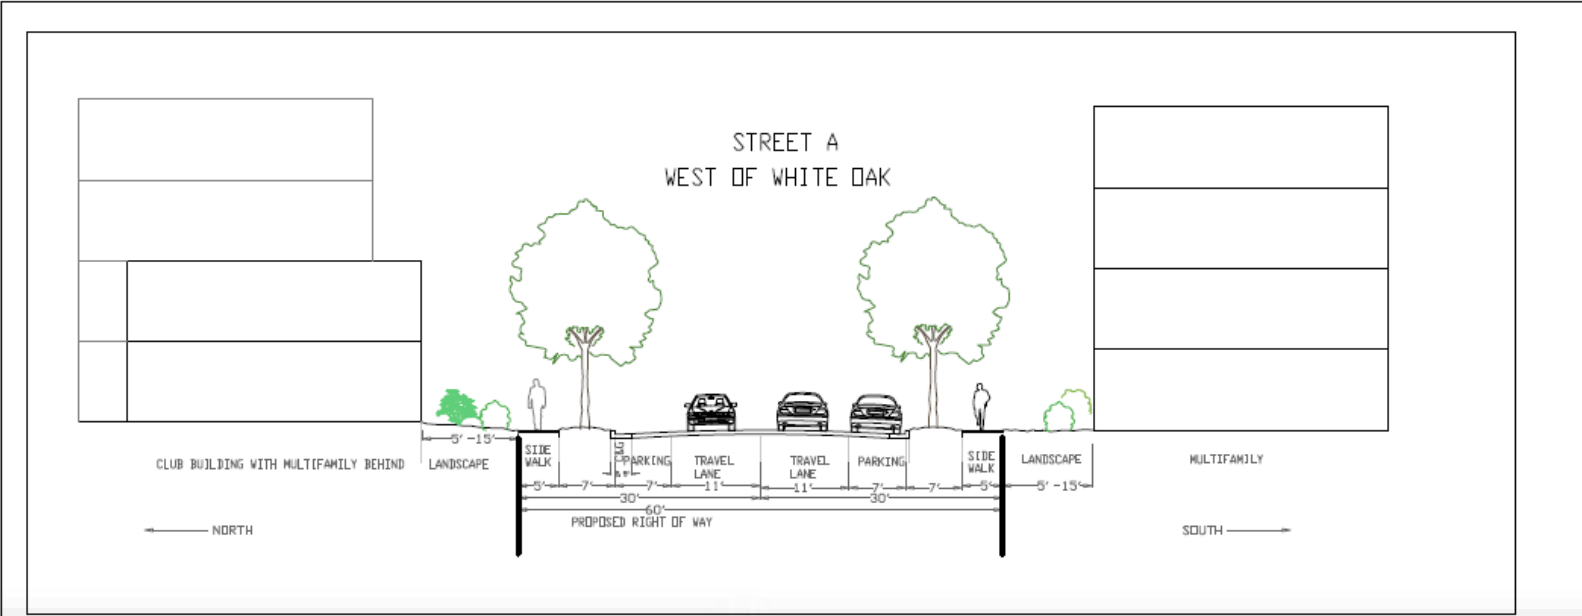 STREET A
WEST OF WHITE OAK
5' -15'
SIDE
WALK
C&G
PARKING
TRAVEL
LANE
TRAVEL
LANE
PARKING
SIDE
WALK
LANDSCAPE
MULTIFAMILY
CLUB BUILDING WITH MULTIFAMILY BEHIND
LANDSCAPE
5'
7'
7'
11'
11'
7'
7'
5'
5' -15'
30'
30'
60'
PROPOSED RIGHT OF WAY
NORTH
SOUTH